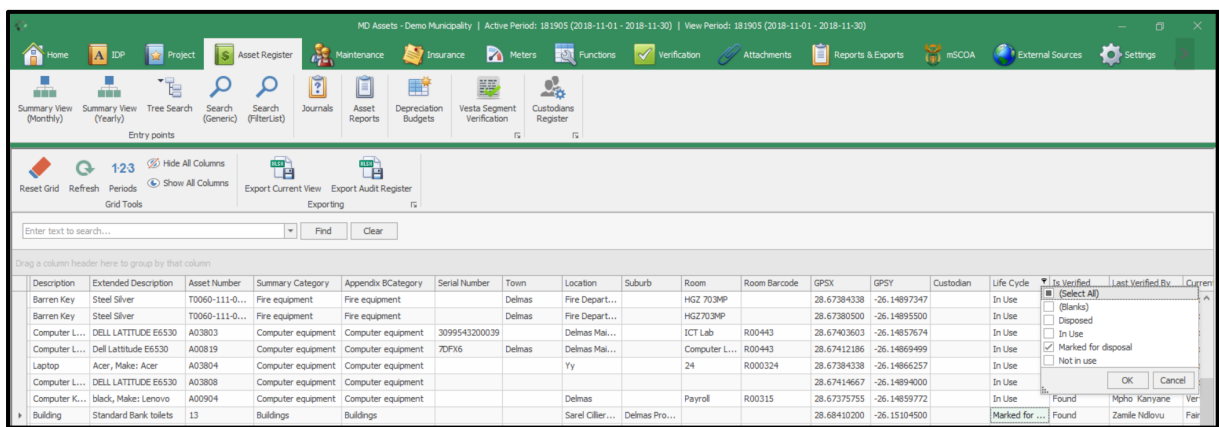 MD Assets - Demo Municipality | Active Period: 181905 (2018-11-01 - 2018-11-30) | View Period: 181905 (2018-11-01 - 2018-11-30)
Home IDP Project Asset Register Maintenance Insurance Meters Functions Verification Attachments Reports & Exports mSCOA External Sources Settings
Summary View (Monthly) Summary View (Yearly) Tree Search Search (Generic) Search (FilterList) Journals Asset Reports Depreciation Budgets Vesta Segment Verification Custodians Register
Entry points
Reset Grid Refresh 1·2·3 Periods Hide All Columns Show All Columns Export Current View Export Audit Register
Grid Tools Exporting
Enter text to search... Find Clear
Drag a column header here to group by that column
Description Extended Description Asset Number Summary Category Appendix BCategory Serial Number Town Location Suburb Room Room Barcode GPSX GPSY Custodian Life Cycle Is Verified Last Verified By Current
Barren Key Steel Silver T0060-111-0... Fire equipment Fire equipment Delmas Fire Depart... HGZ 703MP 28.67384338 -26.14897347 In Use
Barren Key Steel Silver T0060-111-0... Fire equipment Fire equipment Delmas Fire Depart... HGZ703MP 28.67380500 -26.14895500 In Use
Computer L... DELL LATITUDE E6530 A03803 Computer equipment Computer equipment 3099543200039 Delmas Mai... ICT Lab R00443 28.67403603 -26.14857674 In Use
Computer L... Dell Lattitude E6530 A00819 Computer equipment Computer equipment 7DFX6 Delmas Delmas Mai... Computer L... R00443 28.67412186 -26.14869499 In Use
Laptop Acer, Make: Acer A03804 Computer equipment Computer equipment Yy 24 R000324 28.67384338 -26.14866257 In Use
Computer L... DELL LATITUDE E6530 A03808 Computer equipment Computer equipment 28.67414667 -26.14894000 In Use
Computer K... black, Make: Lenovo A00904 Computer equipment Computer equipment Delmas Payroll R00315 28.67375755 -26.14859772 In Use Found Mpho Kanyane Ver
Building Standard Bank toilets 13 Buildings Buildings Sarel Cillier... Delmas Pro... 28.68410200 -26.15104500 Marked for ... Found Zamile Ndlovu Fair
(Select All)
(Blanks)
Disposed
In Use
Marked for disposal
Not in use
OK Cancel